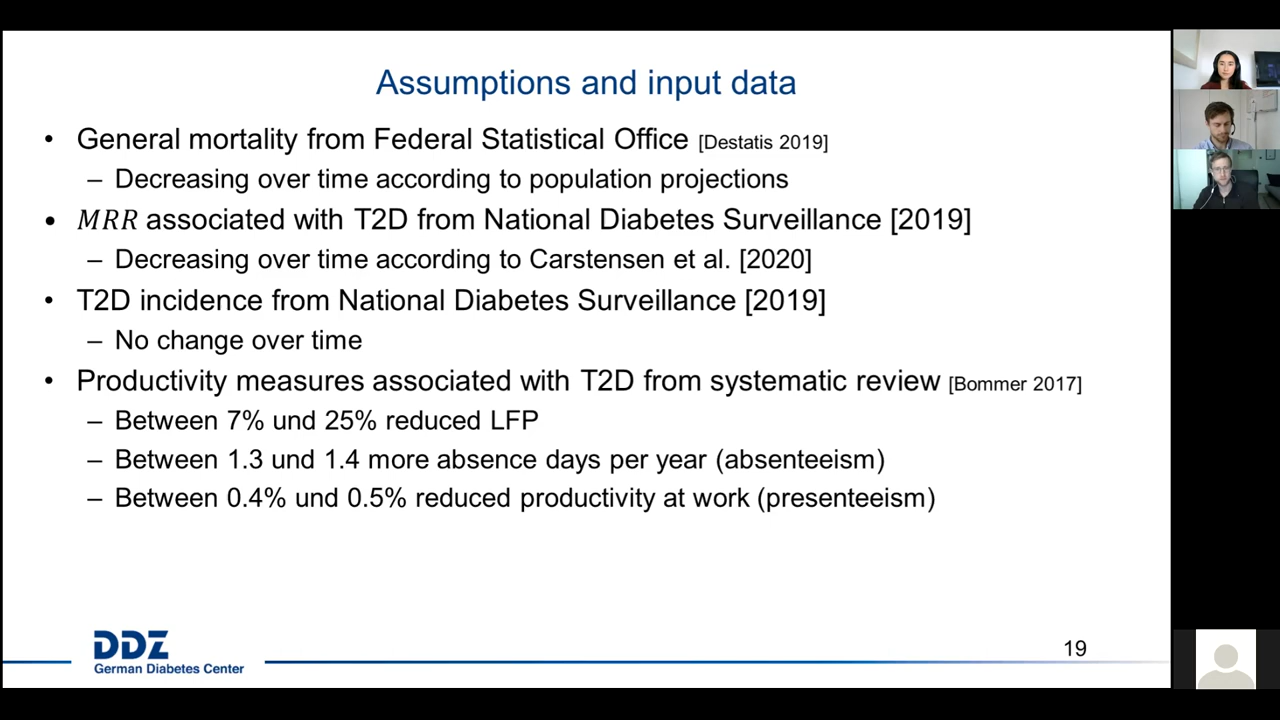 Assumptions and input data
• General mortality from Federal Statistical Office [Destatis 2019]
– Decreasing over time according to population projections
• MRR associated with T2D from National Diabetes Surveillance [2019]
– Decreasing over time according to Carstensen et al. [2020]
• T2D incidence from National Diabetes Surveillance [2019]
– No change over time
• Productivity measures associated with T2D from systematic review [Bommer 2017]
– Between 7% und 25% reduced LFP
– Between 1.3 und 1.4 more absence days per year (absenteeism)
– Between 0.4% und 0.5% reduced productivity at work (presenteeism)
DDZ
German Diabetes Center
19